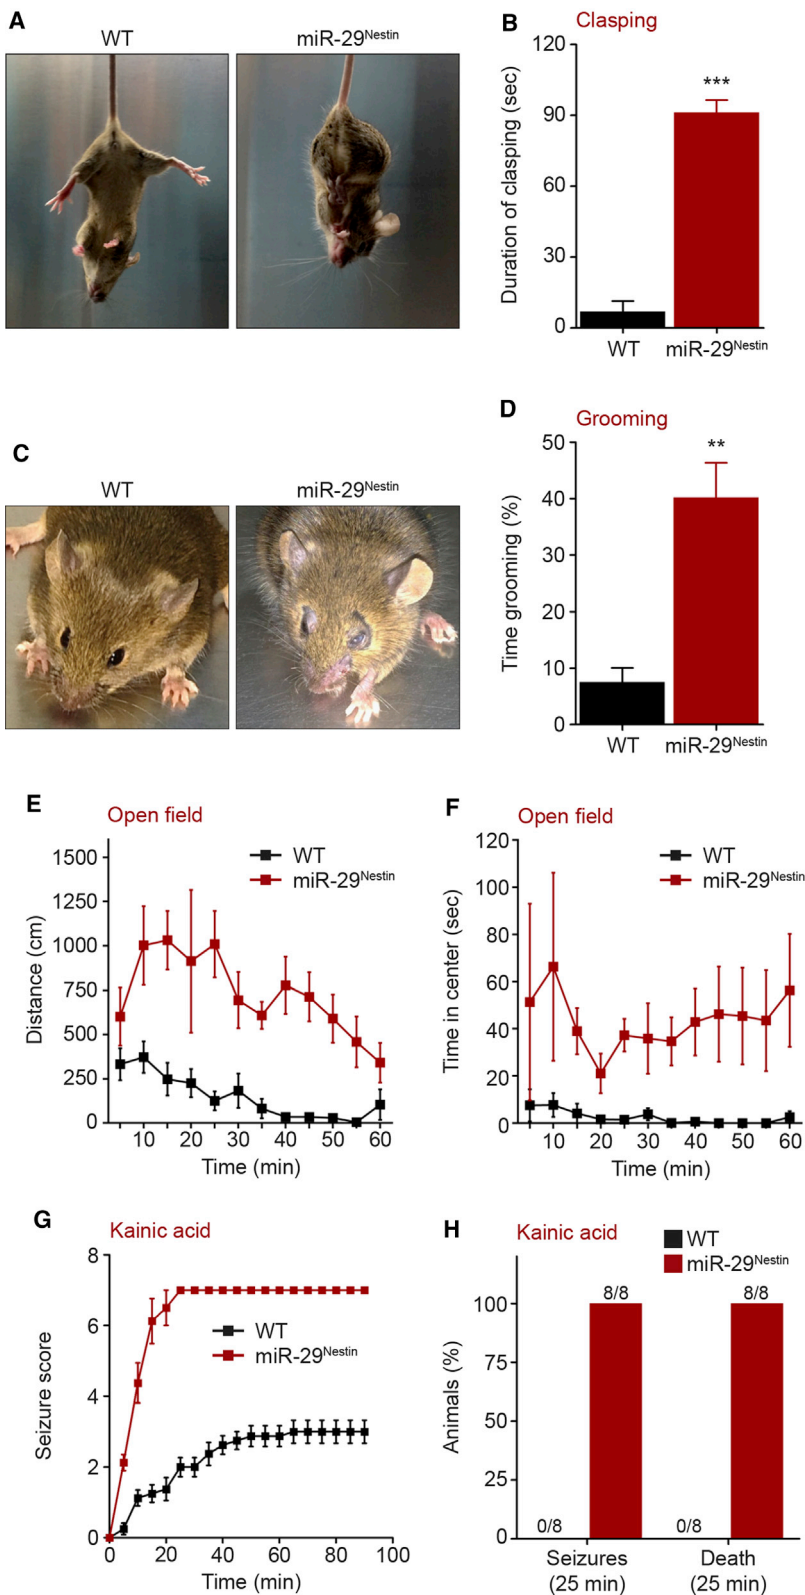 A
WT
miR-29Nestin
B
Clasping
Duration of clasping (sec)
120
90
60
30
0
***
WT
miR-29Nestin
C
WT
miR-29Nestin
D
Grooming
Time grooming (%)
50
40
30
20
10
0
**
WT
miR-29Nestin
E
Open field
Distance (cm)
1500
1250
1000
750
500
250
0
WT
miR-29Nestin
10 20 30 40 50 60
Time (min)
F
Open field
Time in center (sec)
120
100
80
60
40
20
0
WT
miR-29Nestin
10 20 30 40 50 60
Time (min)
G
Kainic acid
Seizure score
8
6
4
2
0
WT
miR-29Nestin
0 20 40 60 80 100
Time (min)
H
Kainic acid
WT
miR-29Nestin
Animals (%)
100
75
50
25
0
0/8
8/8
0/8
8/8
Seizures
(25 min)
Death
(25 min)